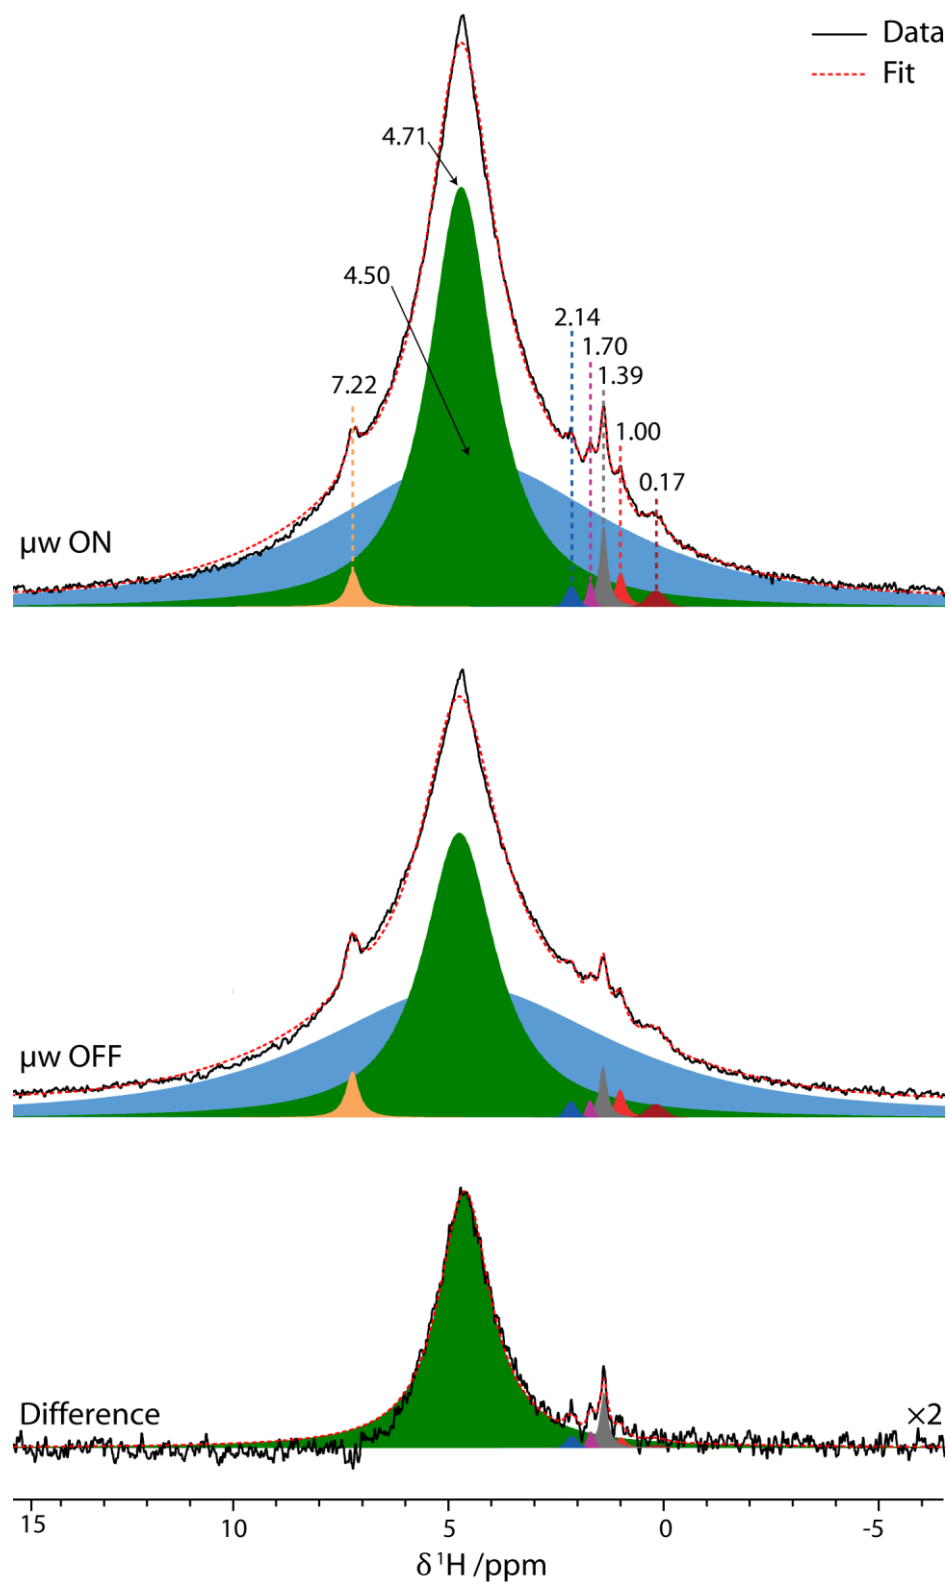 Data
Fit
4.71
4.50
7.22
2.14
1.70
1.39
1.00
0.17
μw ON
μw OFF
Difference
×2
15 10 5 0 -5
δ ¹H /ppm